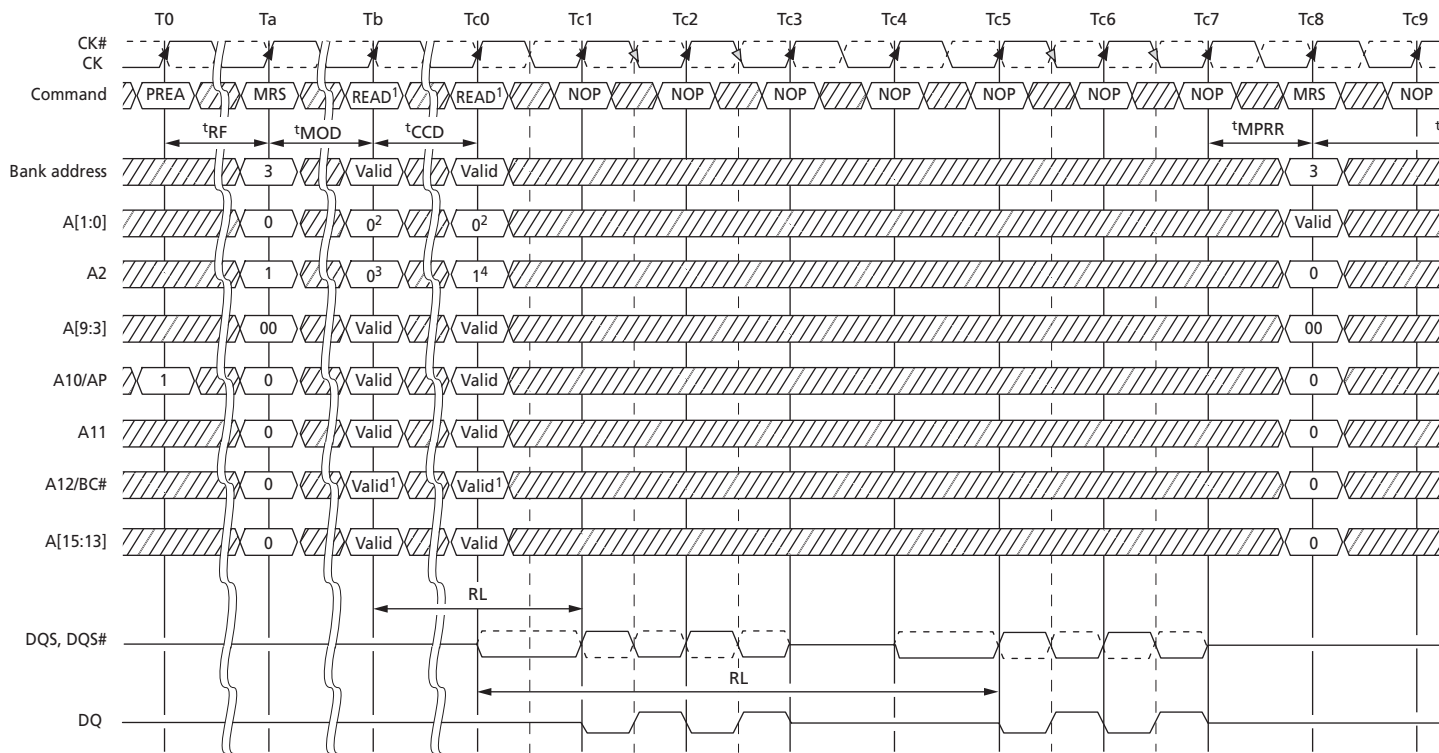 T0 Ta Tb Tc0 Tc1 Tc2 Tc3 Tc4 Tc5 Tc6 Tc7 Tc8 Tc9
CK#
CK
Command PREA MRS READ¹ READ¹ NOP NOP NOP NOP NOP NOP NOP MRS NOP
ᵗRF ᵗMOD ᵗCCD ᵗMPRR ᵗ
Bank address 3 Valid Valid 3
A[1:0] 0 0² 0² Valid
A2 1 0³ 1⁴ 0
A[9:3] 00 Valid Valid 00
A10/AP 1 0 Valid Valid 0
A11 0 Valid Valid 0
A12/BC# 0 Valid¹ Valid¹ 0
A[15:13] 0 Valid Valid 0
RL
DQS, DQS#
RL
DQ